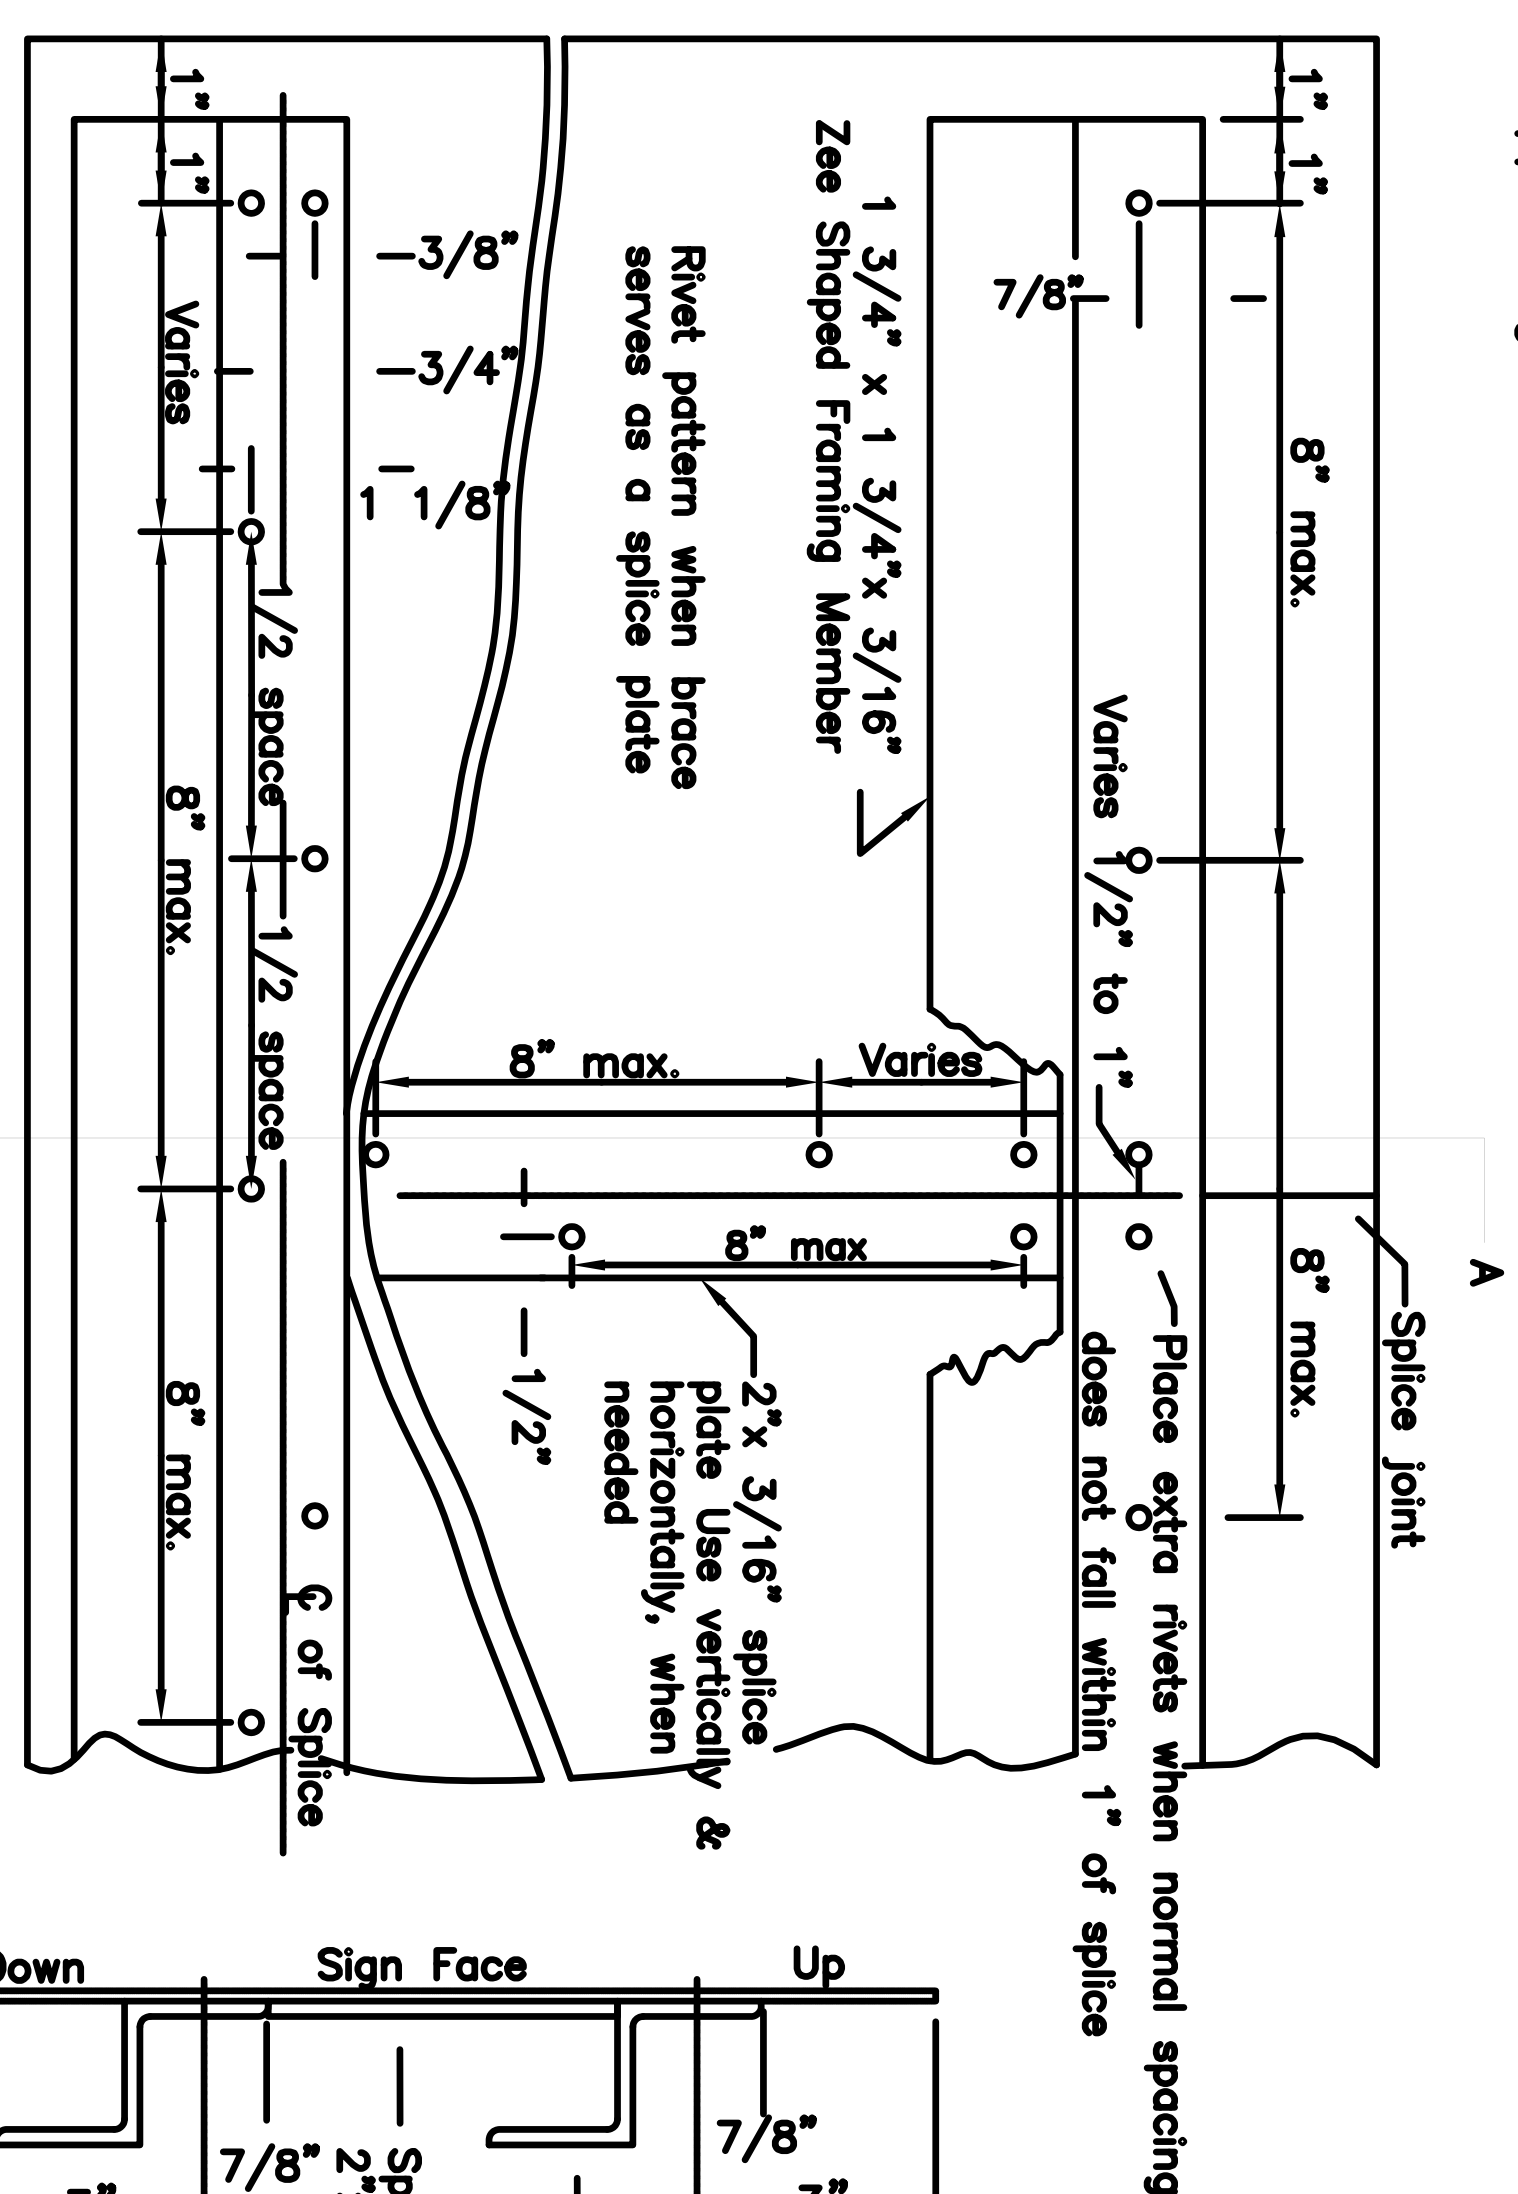 A
Splice joint
1" 1" 8" max. 8" max.
Place extra rivets when normal spacing
does not fall within 1" of splice
Varies 1/2" to 1"
7/8"
1 3/4" x 1 3/4"x 3/16"
Zee Shaped Framing Member
Varies
8" max.
8" max
2"x 3/16" splice
plate Use vertically &
horizontally, when
needed
Rivet pattern when brace
serves as a splice plate
1/2"
3/8"
3/4"
1 1/8"
1/2 space 1/2 space
C of Splice
1" 1" Varies 8" max. 8" max.
Down Sign Face Up
7/8" 7/8"